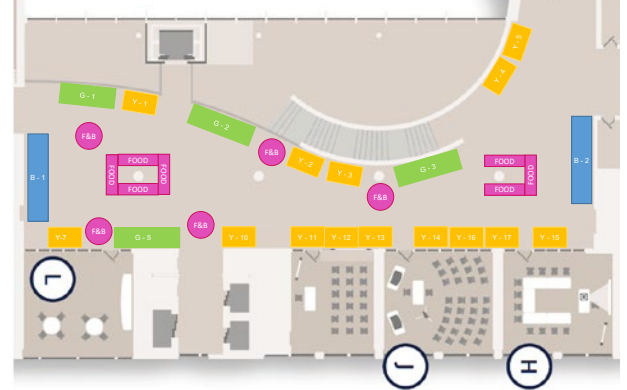 Y - 5
Y - 4
G - 1
Y - 1
G - 2
F&B
F&B
Y - 2
Y - 3
G - 3
F&B
B - 1
FOOD
FOOD
FOOD
FOOD
FOOD
FOOD
FOOD
B - 2
Y-7
F&B
G - 5
F&B
Y - 10
Y - 11
Y - 12
Y - 13
Y - 14
Y - 16
Y - 17
Y - 15
L
J
H